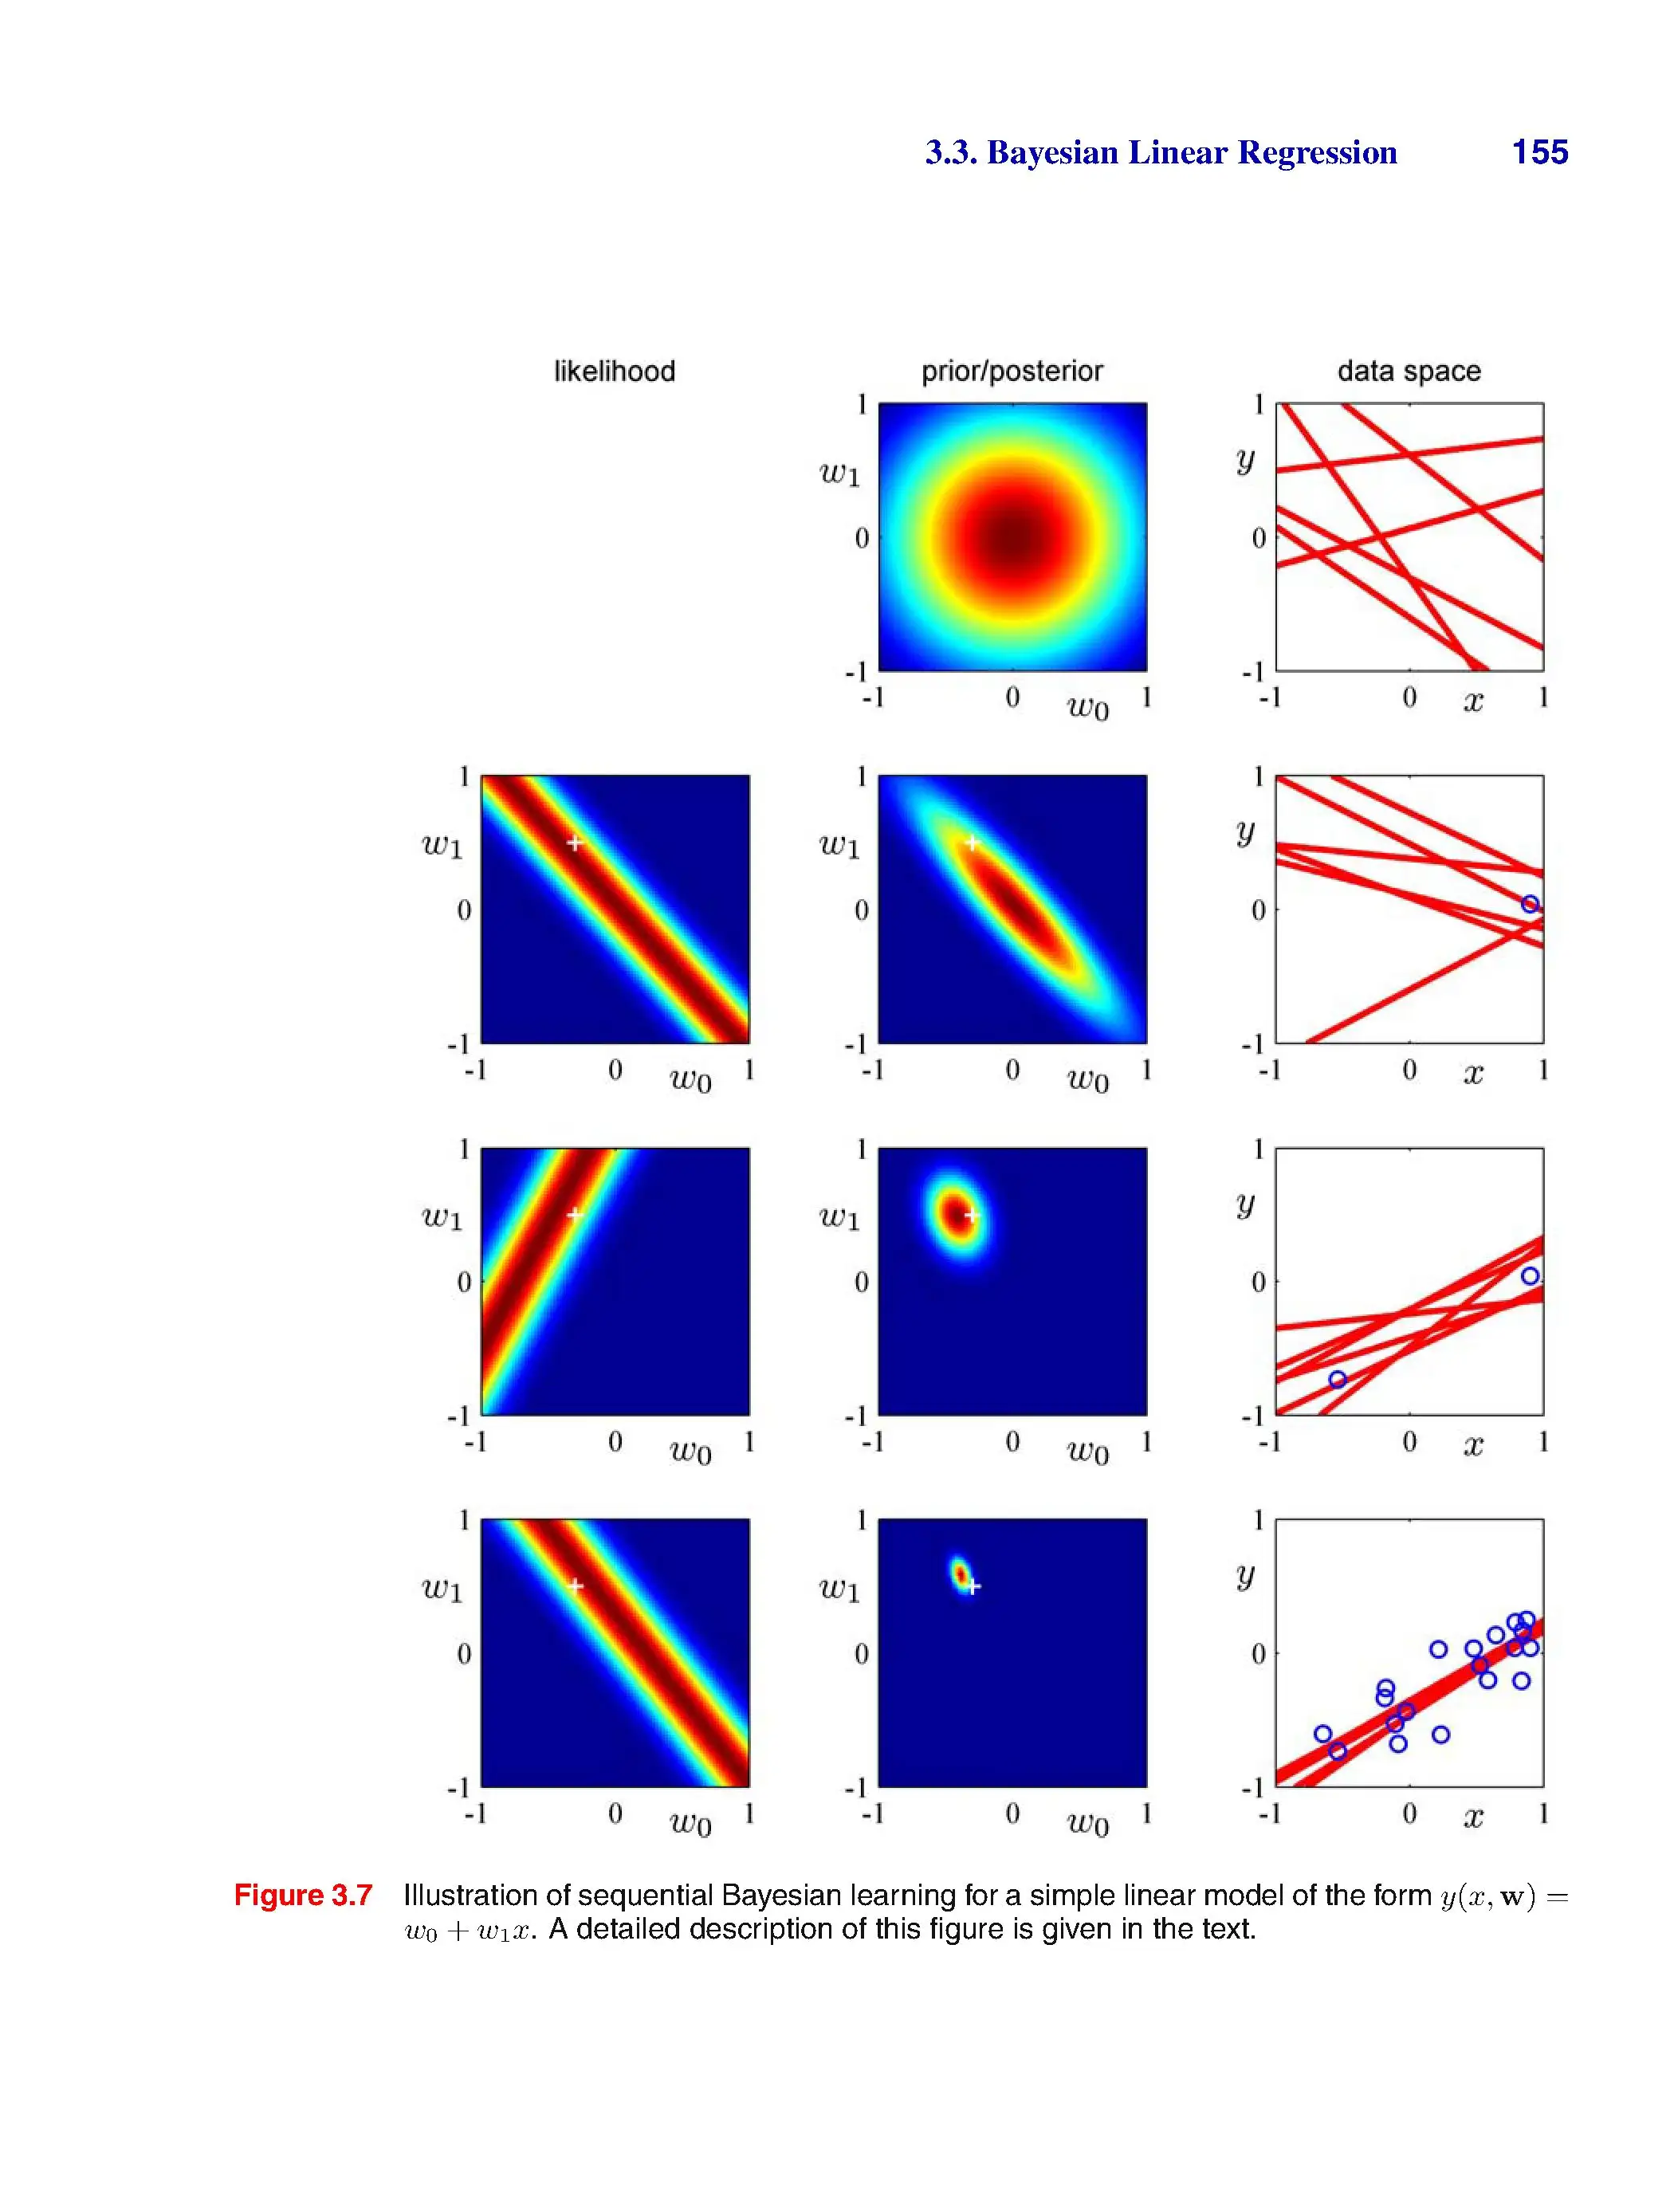 3.3. Bayesian Linear Regression 155
likelihood prior/posterior data space
1 1
w1 y
0 0
-1 -1
-1 0 w0 1 -1 0 x 1
1 1 1
w1 w1 y
0 0 0
-1 -1 -1
-1 0 w0 1 -1 0 w0 1 -1 0 x 1
1 1 1
w1 w1 y
0 0 0
-1 -1 -1
-1 0 w0 1 -1 0 w0 1 -1 0 x 1
1 1 1
w1 w1 y
0 0 0
-1 -1 -1
-1 0 w0 1 -1 0 w0 1 -1 0 x 1
Figure 3.7 Illustration of sequential Bayesian learning for a simple linear model of the form y(x, w) =
w0 + w1x. A detailed description of this figure is given in the text.